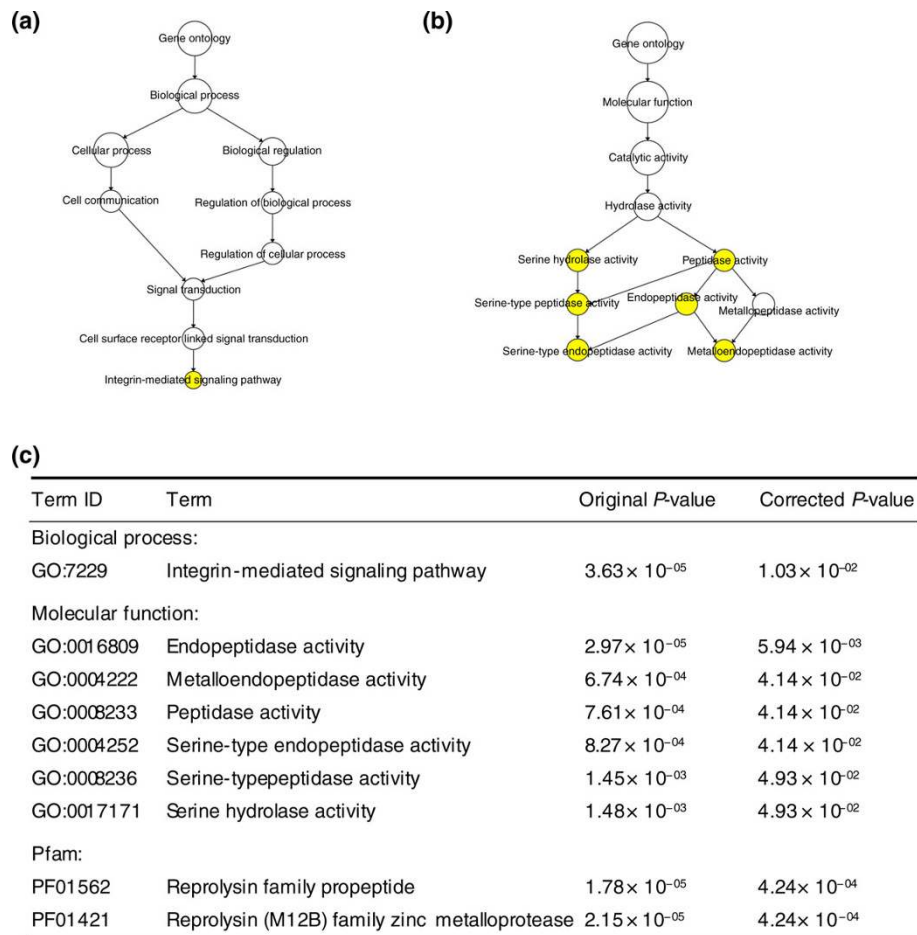 (a)
Gene ontology
Biological process
Cellular process
Biological regulation
Cell communication
Regulation of biological process
Regulation of cellular process
Signal transduction
Cell surface receptor linked signal transduction
Integrin-mediated signaling pathway
(b)
Gene ontology
Molecular function
Catalytic activity
Hydrolase activity
Serine hydrolase activity
Peptidase activity
Serine-type peptidase activity
Endopeptidase activity
Metallopeptidase activity
Serine-type endopeptidase activity
Metalloendopeptidase activity
(c)
Term ID Term Original P-value Corrected P-value
Biological process:
GO:7229 Integrin-mediated signaling pathway 3.63 × 10⁻⁰⁵ 1.03 × 10⁻⁰²
Molecular function:
GO:0016809 Endopeptidase activity 2.97 × 10⁻⁰⁵ 5.94 × 10⁻⁰³
GO:0004222 Metalloendopeptidase activity 6.74 × 10⁻⁰⁴ 4.14 × 10⁻⁰²
GO:0008233 Peptidase activity 7.61 × 10⁻⁰⁴ 4.14 × 10⁻⁰²
GO:0004252 Serine-type endopeptidase activity 8.27 × 10⁻⁰⁴ 4.14 × 10⁻⁰²
GO:0008236 Serine-typepeptidase activity 1.45 × 10⁻⁰³ 4.93 × 10⁻⁰²
GO:0017171 Serine hydrolase activity 1.48 × 10⁻⁰³ 4.93 × 10⁻⁰²
Pfam:
PF01562 Reprolysin family propeptide 1.78 × 10⁻⁰⁵ 4.24 × 10⁻⁰⁴
PF01421 Reprolysin (M12B) family zinc metalloprotease 2.15 × 10⁻⁰⁵ 4.24 × 10⁻⁰⁴